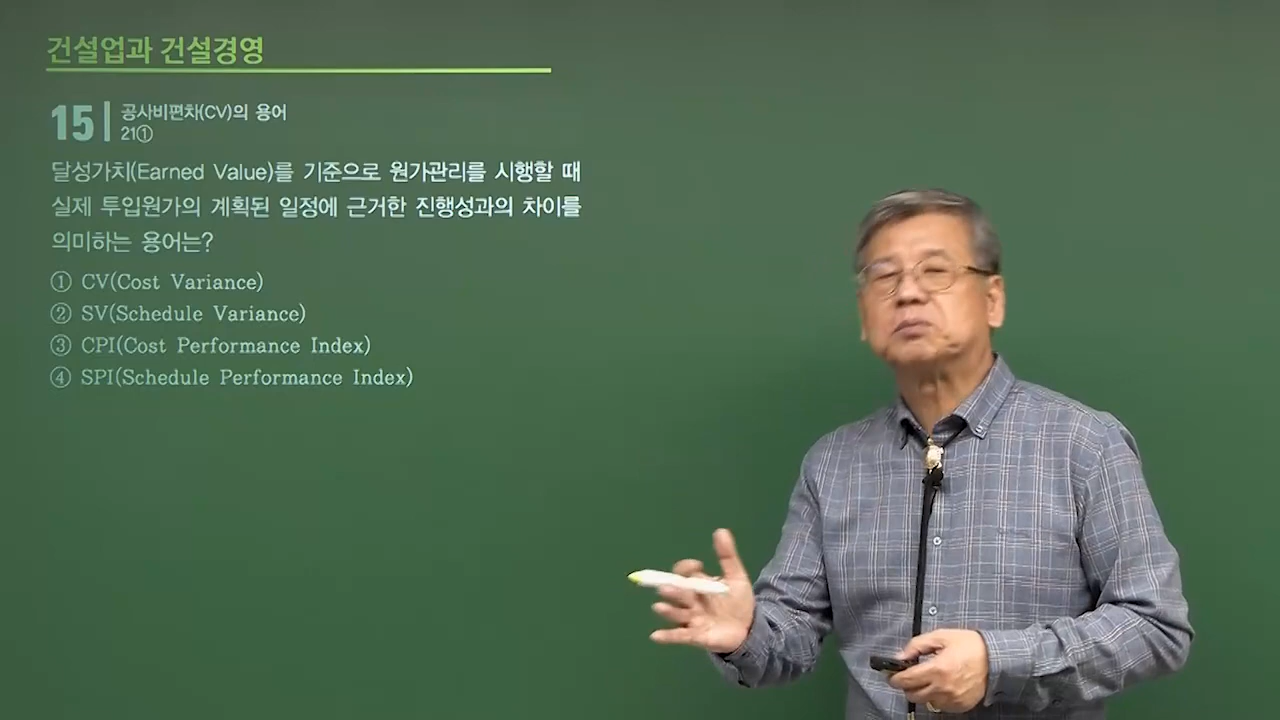 건설업과 건설경영
15 공사비편차(CV)의 용어
21①
달성가치(Earned Value)를 기준으로 원가관리를 시행할 때
실제 투입원가의 계획된 일정에 근거한 진행성과의 차이를
의미하는 용어는?
① CV(Cost Variance)
② SV(Schedule Variance)
③ CPI(Cost Performance Index)
④ SPI(Schedule Performance Index)